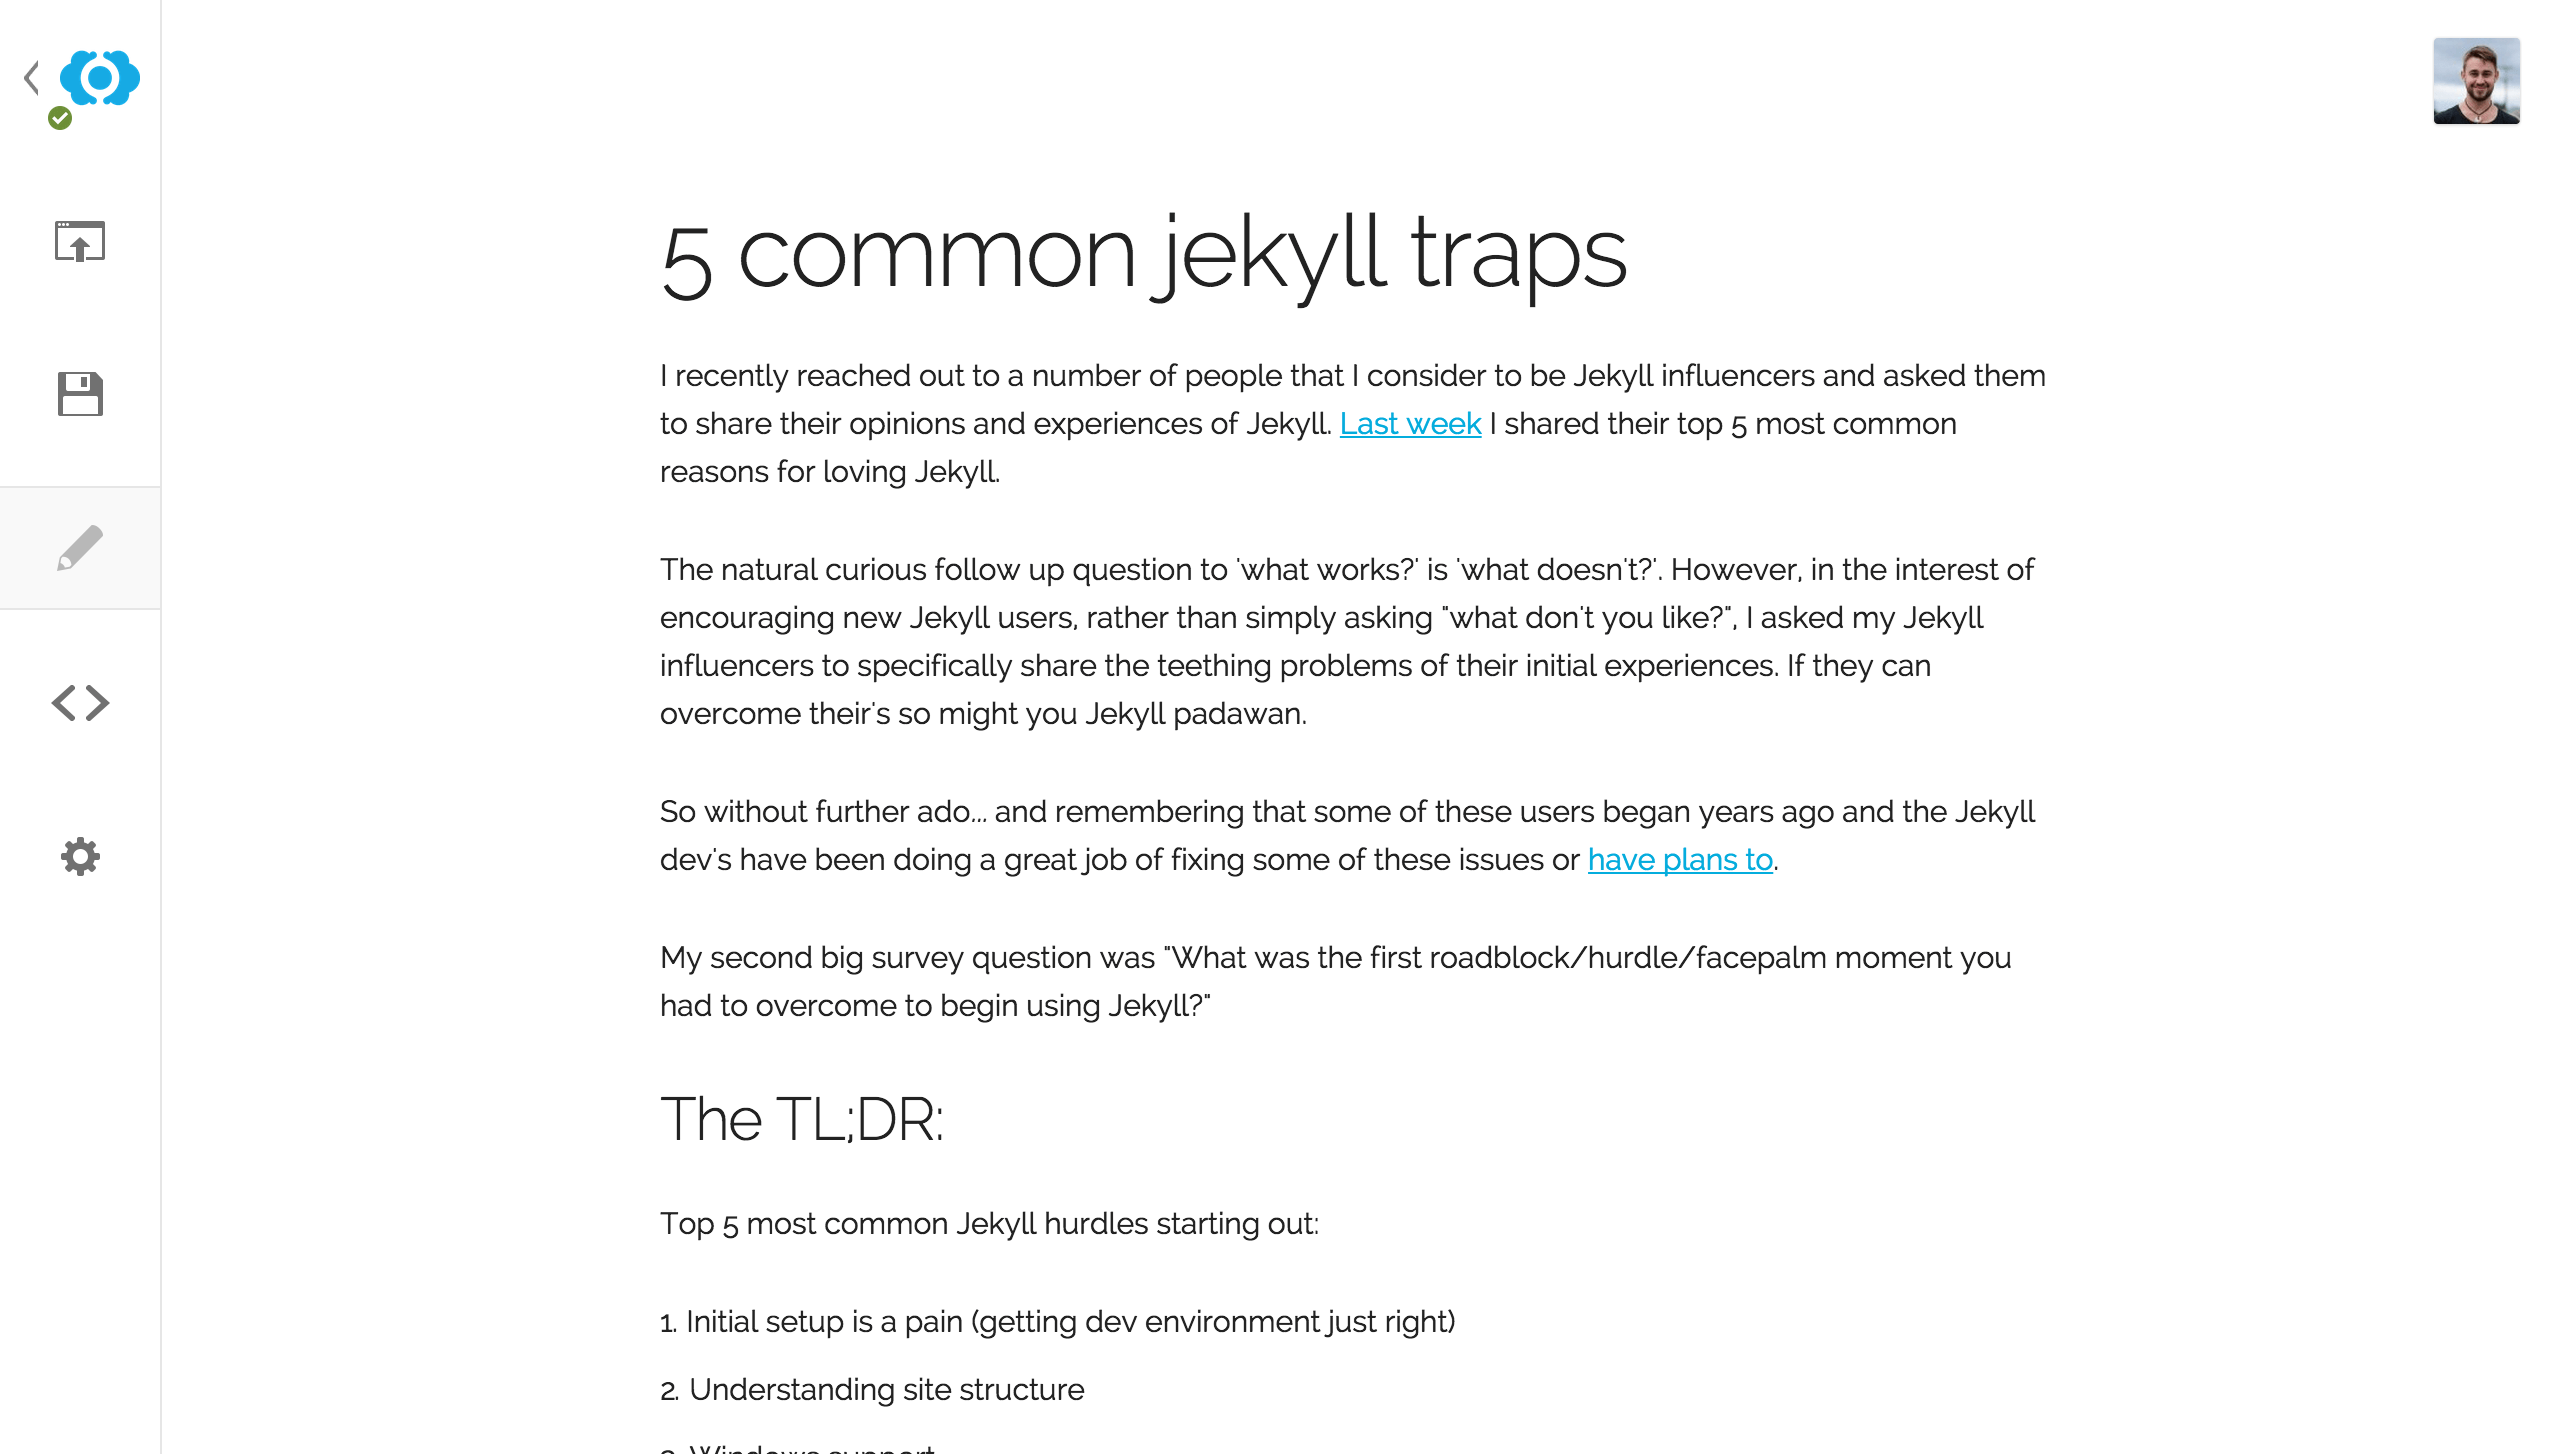 5 common jekyll traps
I recently reached out to a number of people that I consider to be Jekyll influencers and asked them
to share their opinions and experiences of Jekyll. Last week I shared their top 5 most common
reasons for loving Jekyll.
The natural curious follow up question to 'what works?' is 'what doesn't?'. However, in the interest of
encouraging new Jekyll users, rather than simply asking "what don't you like?", I asked my Jekyll
influencers to specifically share the teething problems of their initial experiences. If they can
overcome their's so might you Jekyll padawan.
So without further ado... and remembering that some of these users began years ago and the Jekyll
dev's have been doing a great job of fixing some of these issues or have plans to.
My second big survey question was "What was the first roadblock/hurdle/facepalm moment you
had to overcome to begin using Jekyll?"
The TL;DR:
Top 5 most common Jekyll hurdles starting out:
1. Initial setup is a pain (getting dev environment just right)
2. Understanding site structure
3. Windows support